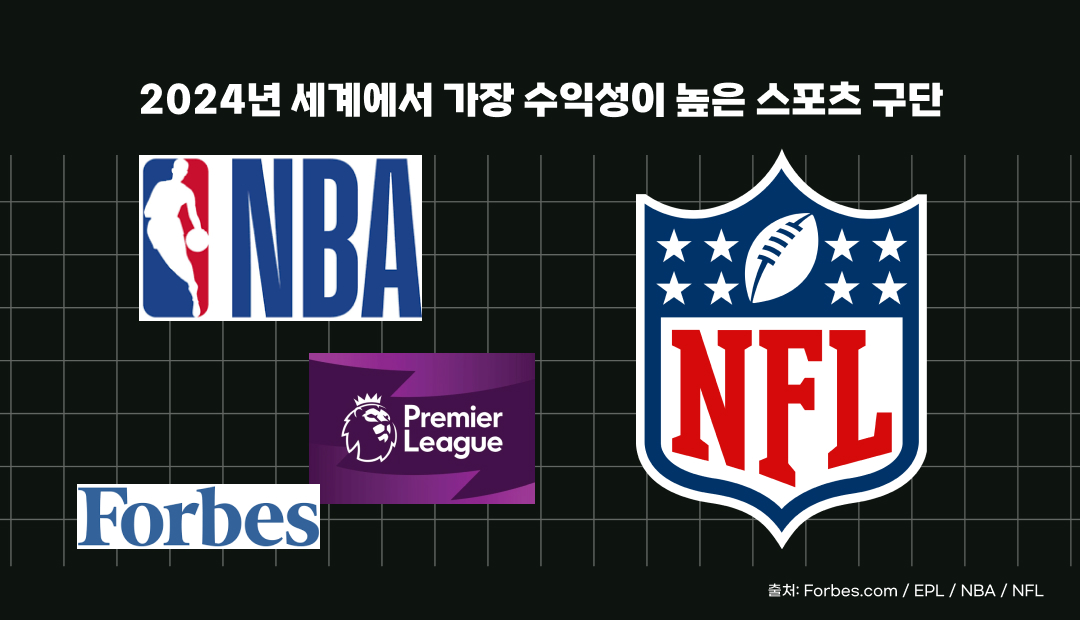 2024년 세계에서 가장 수익성이 높은 스포츠 구단
NBA
NFL
Premier
League
Forbes
출처: Forbes.com / EPL / NBA / NFL